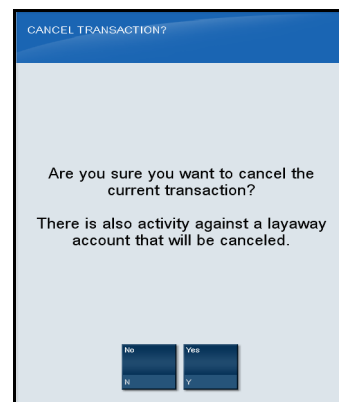 CANCEL TRANSACTION?
Are you sure you want to cancel the
current transaction?
There is also activity against a layaway
account that will be canceled.
No Yes
N Y